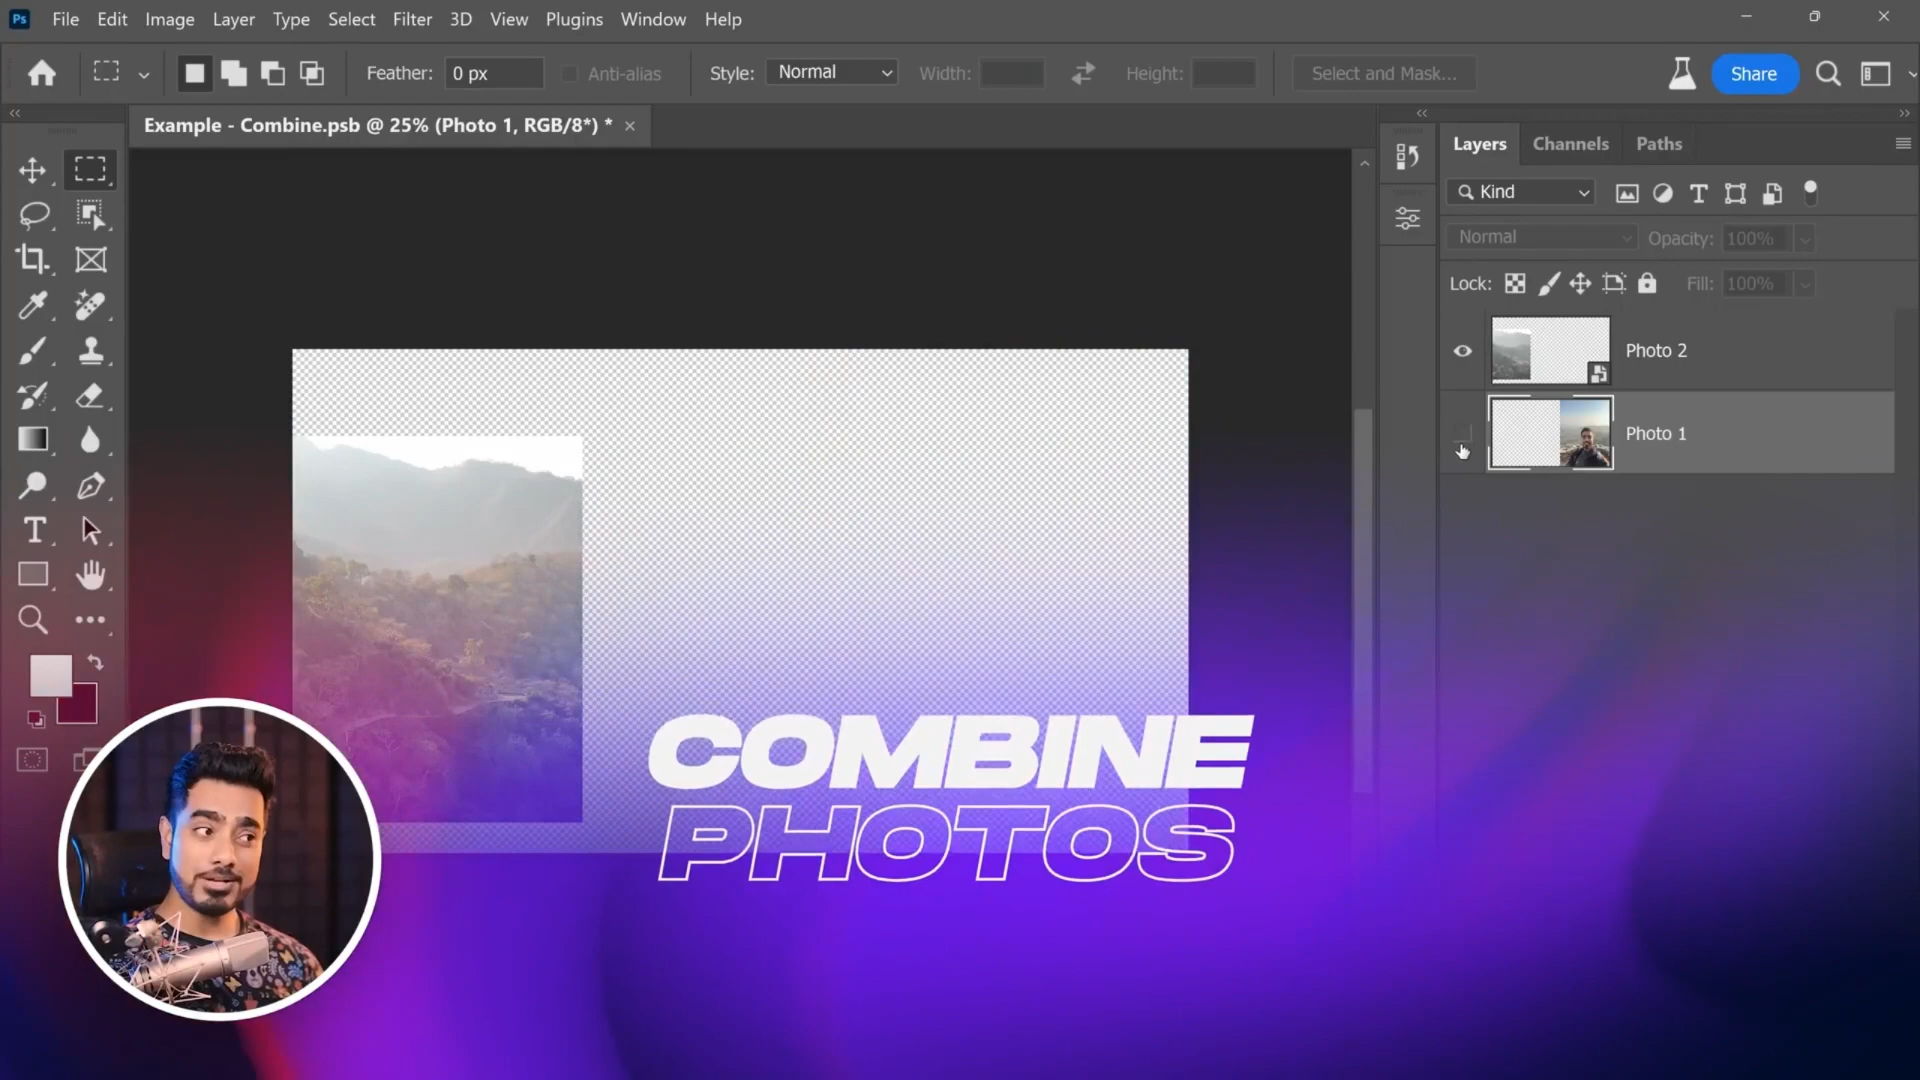 Ps File Edit Image Layer Type Select Filter 3D View Plugins Window Help
Feather: 0 px Anti-alias Style: Normal Width: Height: Select and Mask... Share
Example - Combine.psb @ 25% (Photo 1, RGB/8*) *
Layers Channels Paths
Kind
Normal Opacity: 100%
Lock: Fill: 100%
Photo 2
Photo 1
COMBINE
PHOTOS